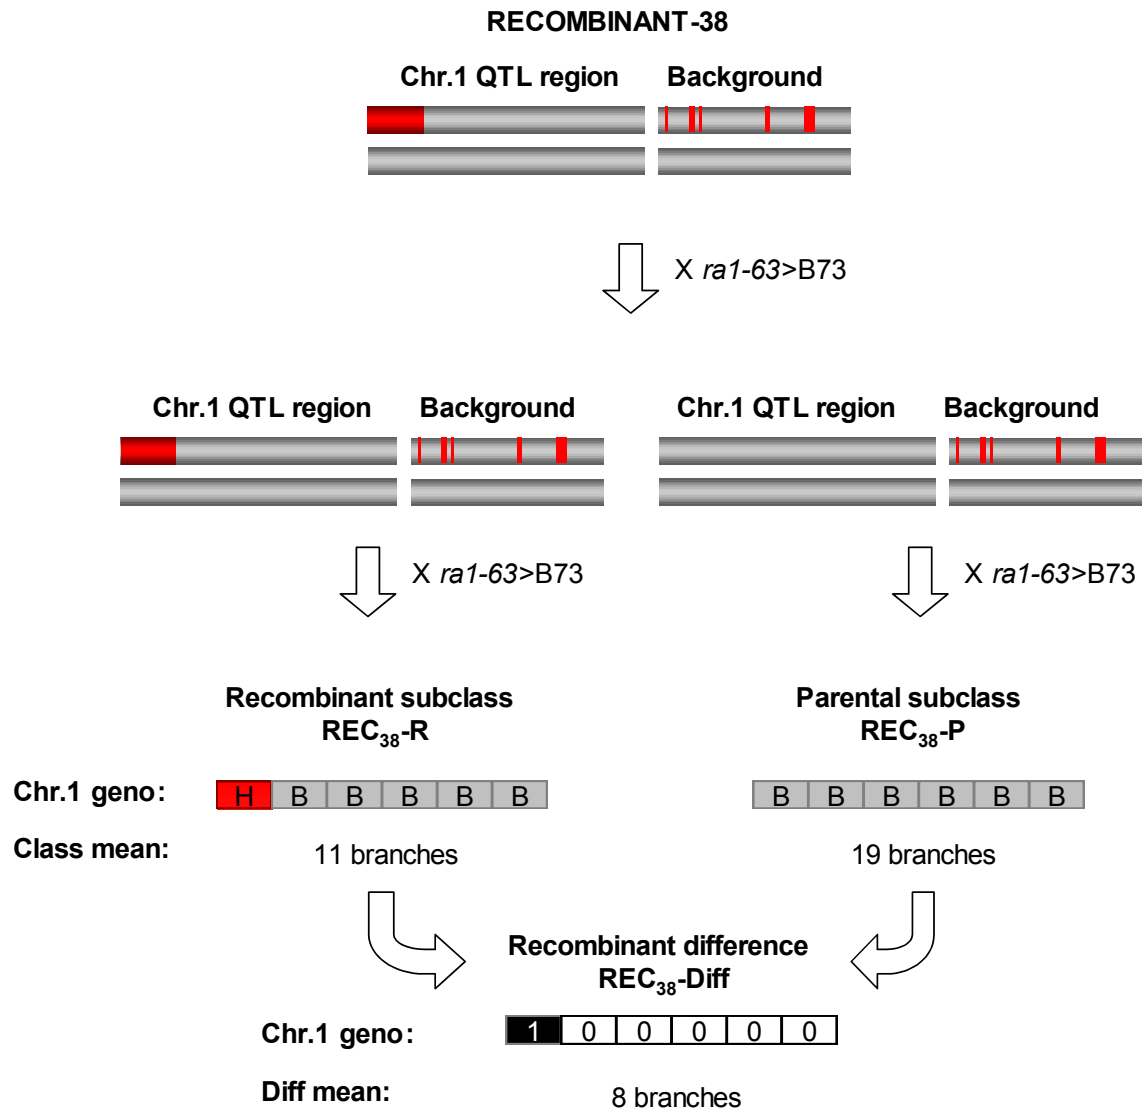 RECOMBINANT-38
Chr.1 QTL region Background
X ra1-63>B73
Chr.1 QTL region Background Chr.1 QTL region Background
X ra1-63>B73 X ra1-63>B73
Recombinant subclass Parental subclass
REC38-R REC38-P
Chr.1 geno: H B B B B B B B B B B B
Class mean: 11 branches 19 branches
Recombinant difference
REC38-Diff
Chr.1 geno: 1 0 0 0 0 0
Diff mean: 8 branches